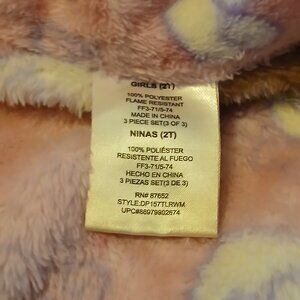 GIRLS (2T)
100% POLYESTER
FLAME RESISTANT
FF3-71/5-74
MADE IN CHINA
3 PIECE SET(3 OF 3)
NINAS (2T)
100% POLIÉSTER
RESISTENTE AL FUEGO
FF3-71/5-74
HECHO EN CHINA
3 PIEZAS SET(3 DE 3)
RN# 87652
STYLE:DP157TLRWM
UPC#86979902674